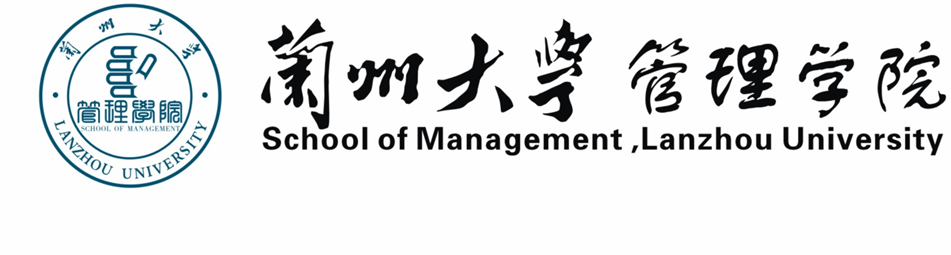 蘭州大學
管理學院
SCHOOL OF MANAGEMENT
LANZHOU UNIVERSITY
蘭州大學 管理学院
School of Management ,Lanzhou University